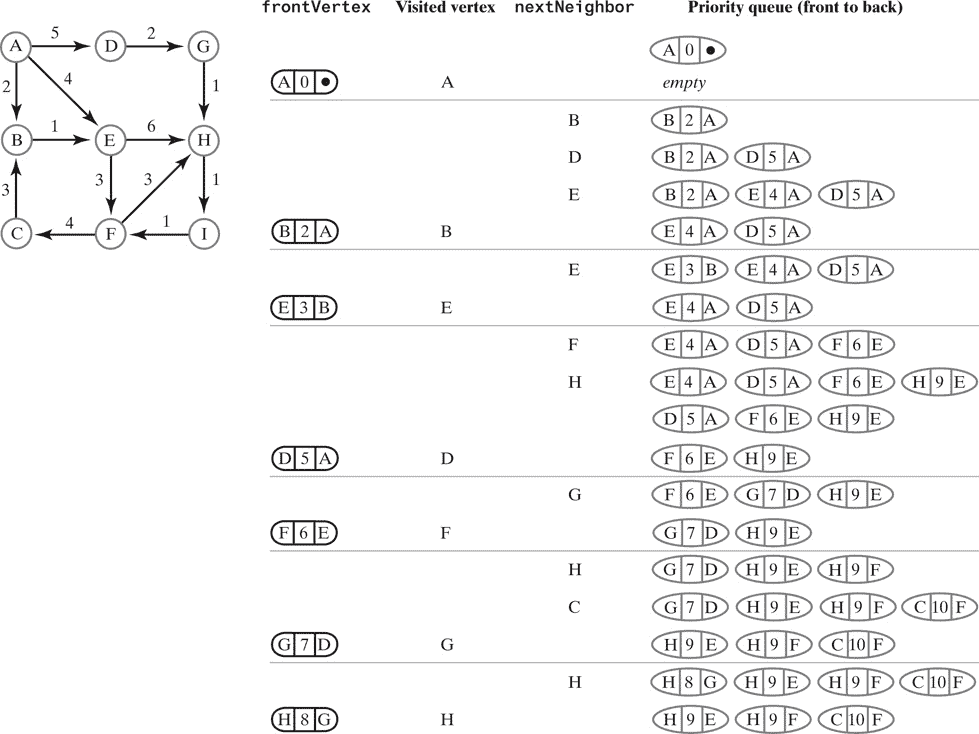 frontVertex Visited vertex nextNeighbor Priority queue (front to back)
A 5 D 2 G
A 0 •
A 0 • A empty
2 4 1
B B 2 A
B 1 E 6 H
D B 2 A D 5 A
3 3 3 1
E B 2 A E 4 A D 5 A
C 4 F 1 I
B 2 A B E 4 A D 5 A
E E 3 B E 4 A D 5 A
E 3 B E E 4 A D 5 A
F E 4 A D 5 A F 6 E
H E 4 A D 5 A F 6 E H 9 E
D 5 A F 6 E H 9 E
D 5 A D F 6 E H 9 E
G F 6 E G 7 D H 9 E
F 6 E F G 7 D H 9 E
H G 7 D H 9 E H 9 F
C G 7 D H 9 E H 9 F C 10 F
G 7 D G H 9 E H 9 F C 10 F
H H 8 G H 9 E H 9 F C 10 F
H 8 G H H 9 E H 9 F C 10 F